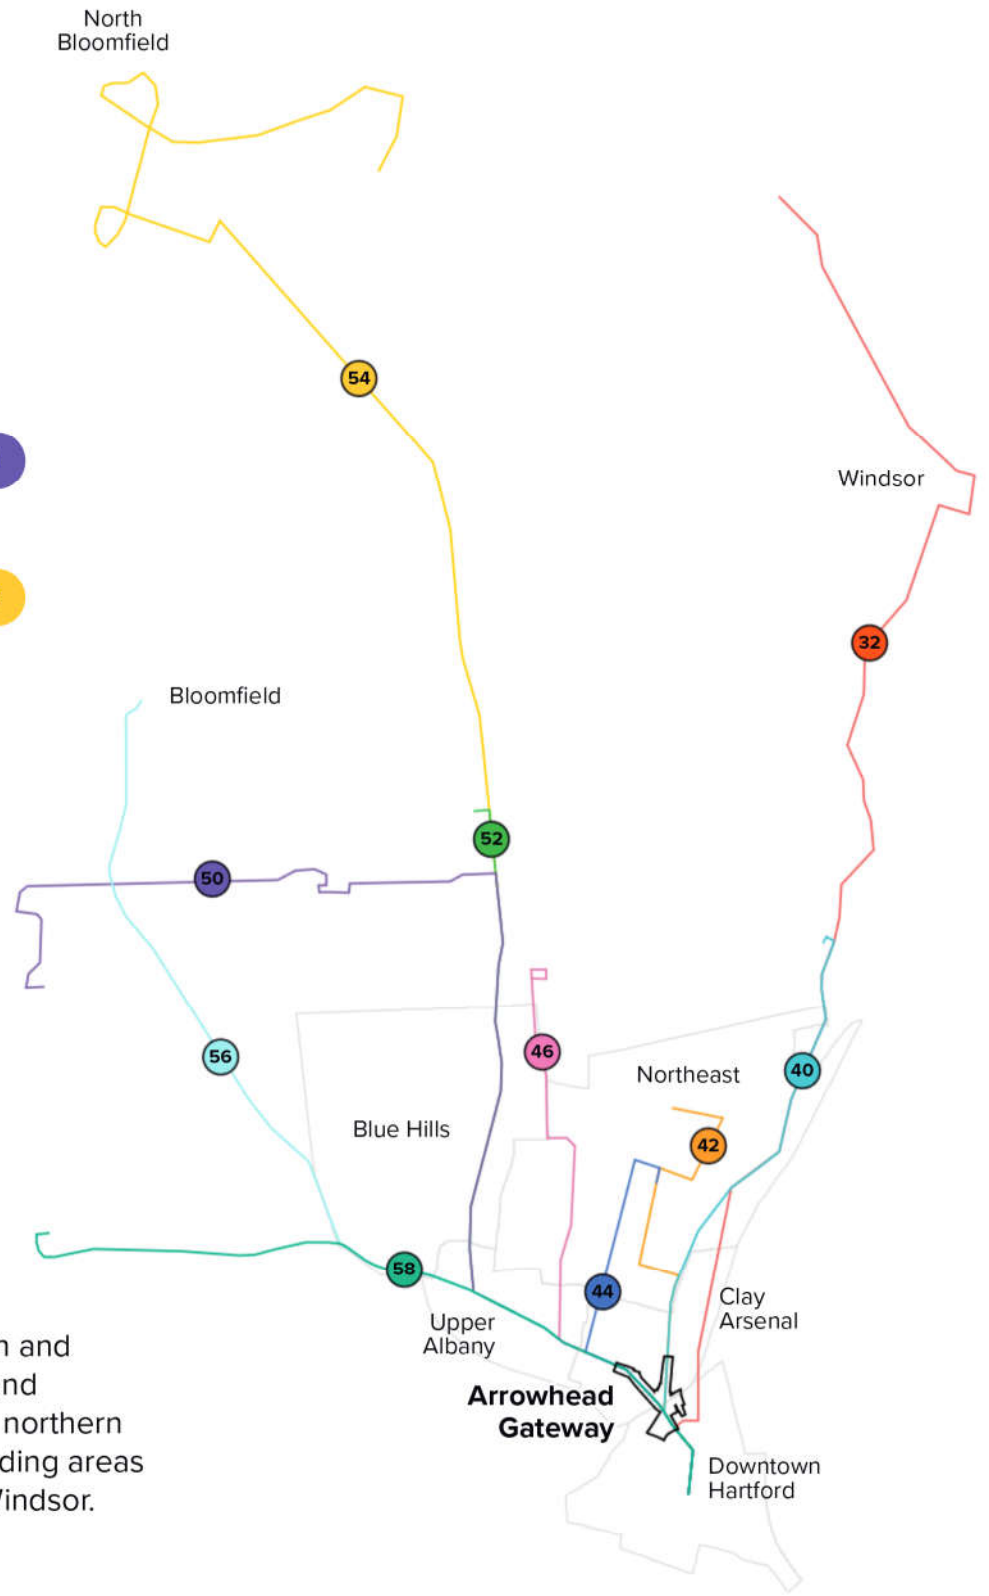 North
Bloomfield
54
Windsor
32
Bloomfield
52
50
46
56
Northeast
40
Blue Hills
42
58
44
Clay
Arsenal
Upper
Albany
and
Arrowhead
Gateway
northern
areas
Downtown
Hartford